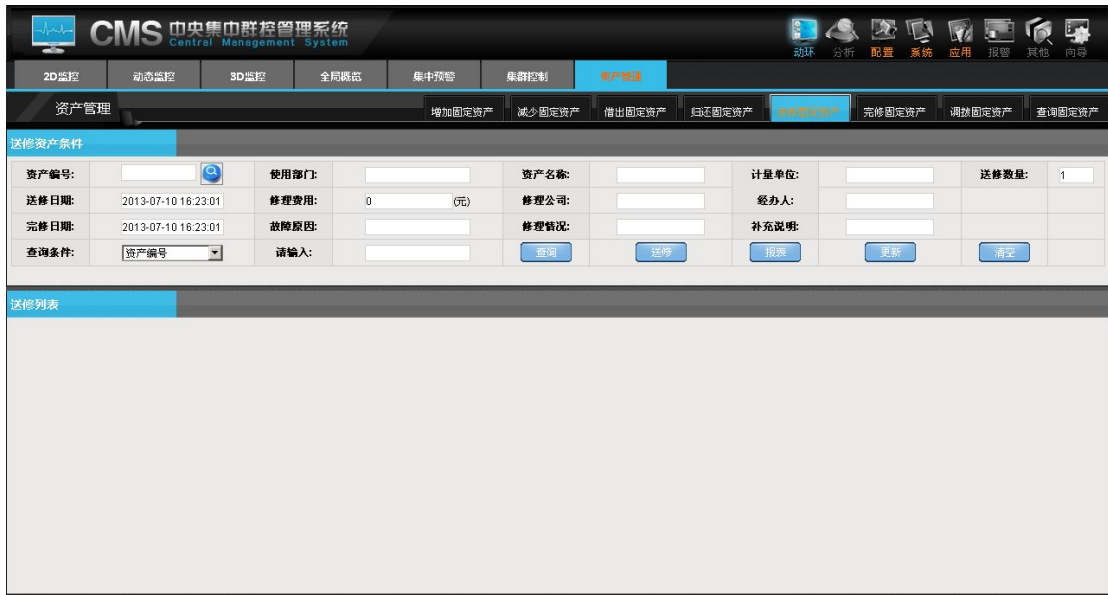 CMS 中央集中群控管理系统
Central Management System
动环 分析 配置 系统 应用 报警 其他 向导
2D监控 动态监控 3D监控 全局概览 集中预警 集群控制 资产管理
资产管理 增加固定资产 减少固定资产 借出固定资产 归还固定资产 送修固定资产 完修固定资产 调拨固定资产 查询固定资产
送修资产条件
资产编号: 使用部门: 资产名称: 计量单位: 送修数量: 1
送修日期: 2013-07-10 16:23:01 修理费用: 0 (元) 修理公司: 经办人:
完修日期: 2013-07-10 16:23:01 故障原因: 修理情况: 补充说明:
查询条件: 资产编号 请输入: 查询 送修 报表 更新 清空
送修列表